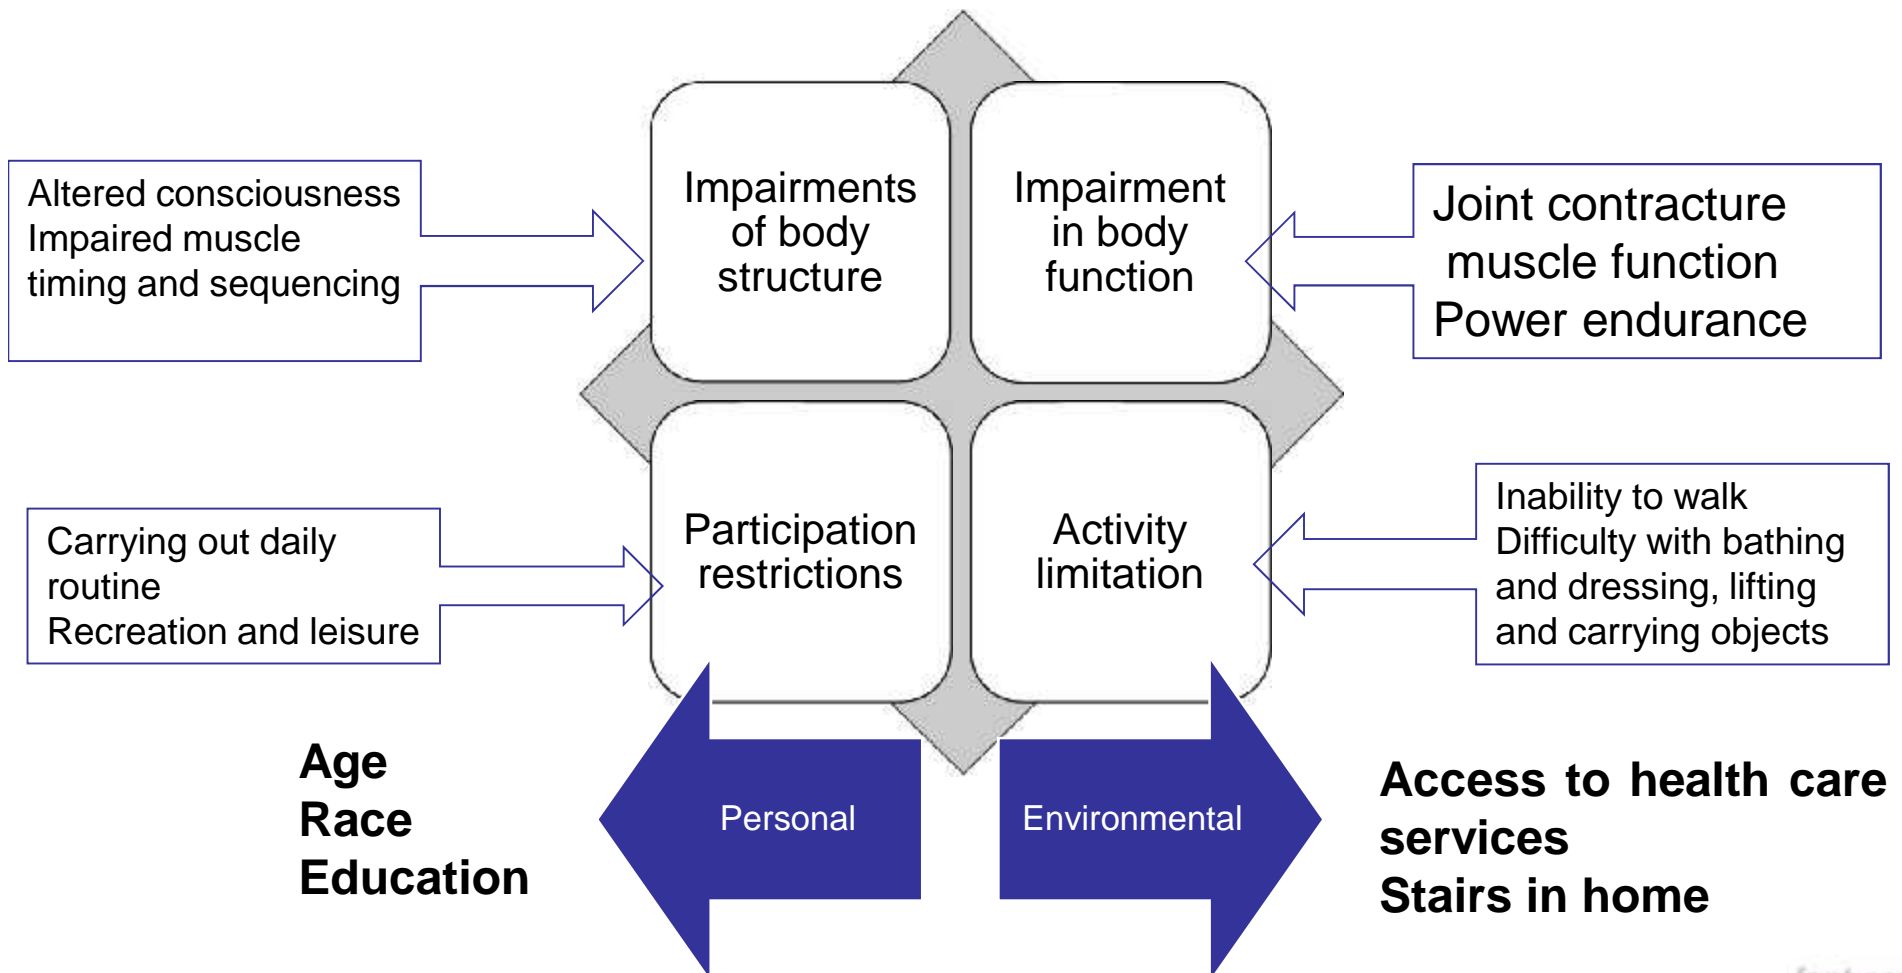 Altered consciousness
Impaired muscle
timing and sequencing
Impairments
of body
structure
Impairment
in body
function
Joint contracture
muscle function
Power endurance
Carrying out daily
routine
Recreation and leisure
Participation
restrictions
Activity
limitation
Inability to walk
Difficulty with bathing
and dressing, lifting
and carrying objects
Age
Race
Education
Personal
Environmental
Access to health care
services
Stairs in home